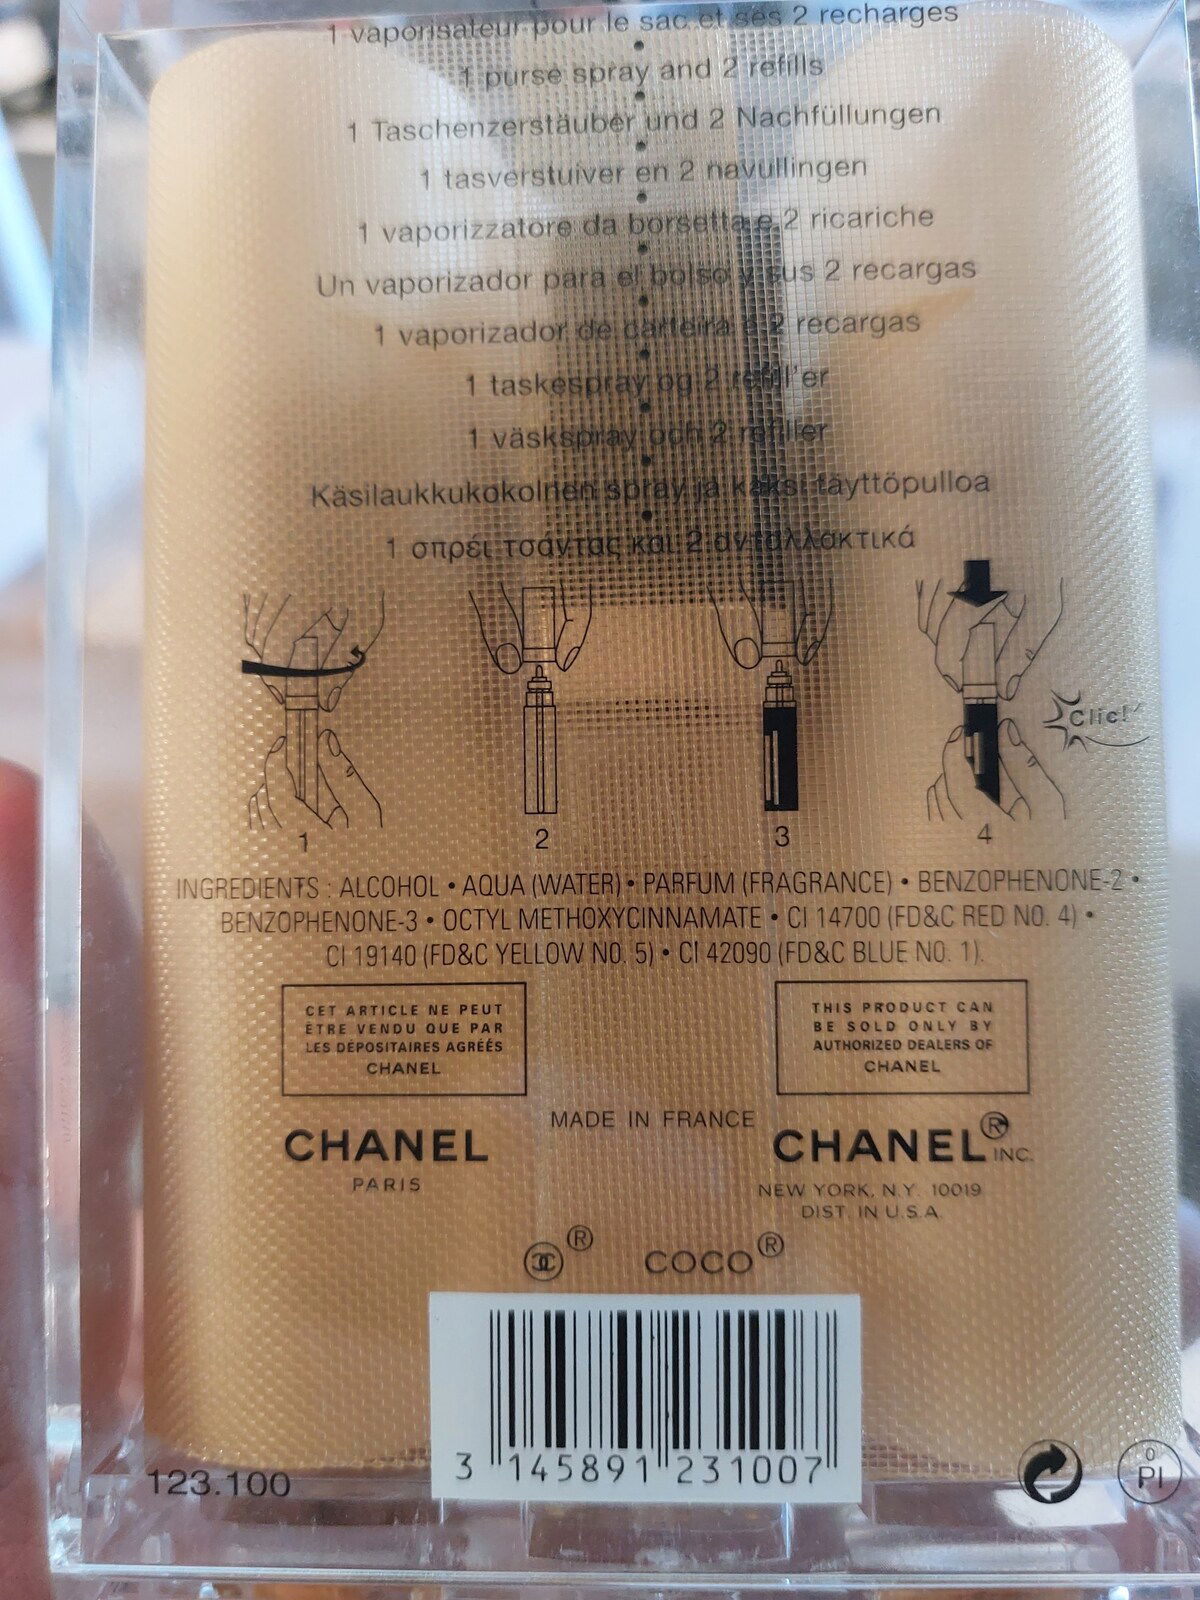 1 vaporisateur pour le sac et ses 2 recharges
1 purse spray and 2 refills
1 Taschenzerstäuber und 2 Nachfüllungen
1 tasverstuiver en 2 navullingen
1 vaporizzatore da borsetta e 2 ricariche
Un vaporizador para el bolso y sus 2 recargas
1 vaporizador de carteira e 2 recargas
1 taskespray og 2 refill'er
1 väskspray och 2 refiller
Käsilaukkukokoinen spray ja kaksi täyttöpulloa
1 σπρέι τσάντας και 2 ανταλλακτικά
Clic!
1 2 3 4
INGREDIENTS : ALCOHOL • AQUA (WATER) • PARFUM (FRAGRANCE) • BENZOPHENONE-2 •
BENZOPHENONE-3 • OCTYL METHOXYCINNAMATE • CI 14700 (FD&C RED NO. 4) •
CI 19140 (FD&C YELLOW NO. 5) • CI 42090 (FD&C BLUE NO. 1).
CET ARTICLE NE PEUT
ÊTRE VENDU QUE PAR
LES DÉPOSITAIRES AGRÉÉS
CHANEL
THIS PRODUCT CAN
BE SOLD ONLY BY
AUTHORIZED DEALERS OF
CHANEL
MADE IN FRANCE
CHANEL
PARIS
CHANEL® INC.
NEW YORK, N.Y. 10019
DIST. IN U.S.A.
® COCO®
3 145891 231007
123.100
0
PI